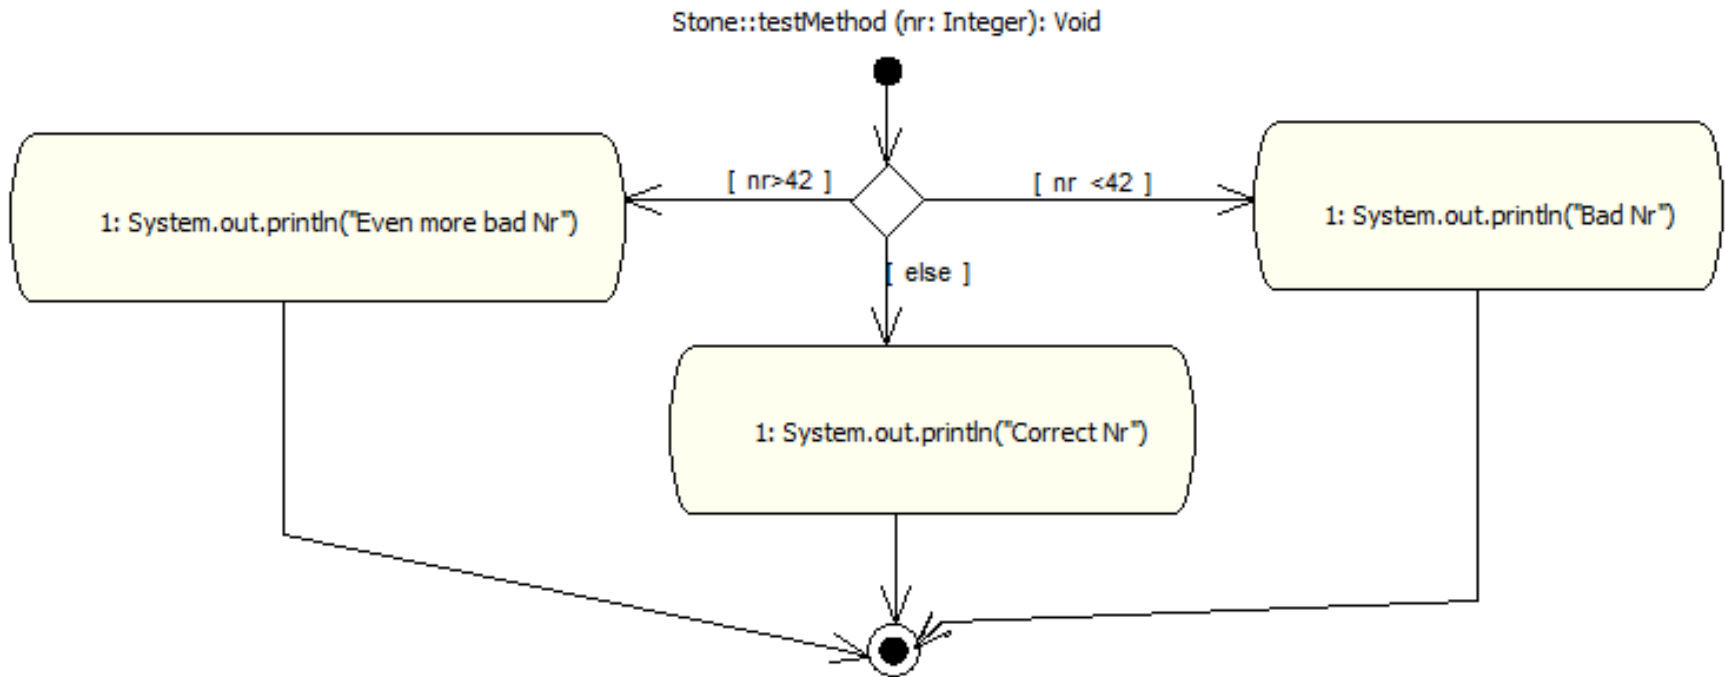 Stone::testMethod (nr: Integer): Void
[ nr>42 ]
[ nr <42 ]
1: System.out.println("Even more bad Nr")
1: System.out.println("Bad Nr")
[ else ]
1: System.out.println("Correct Nr")